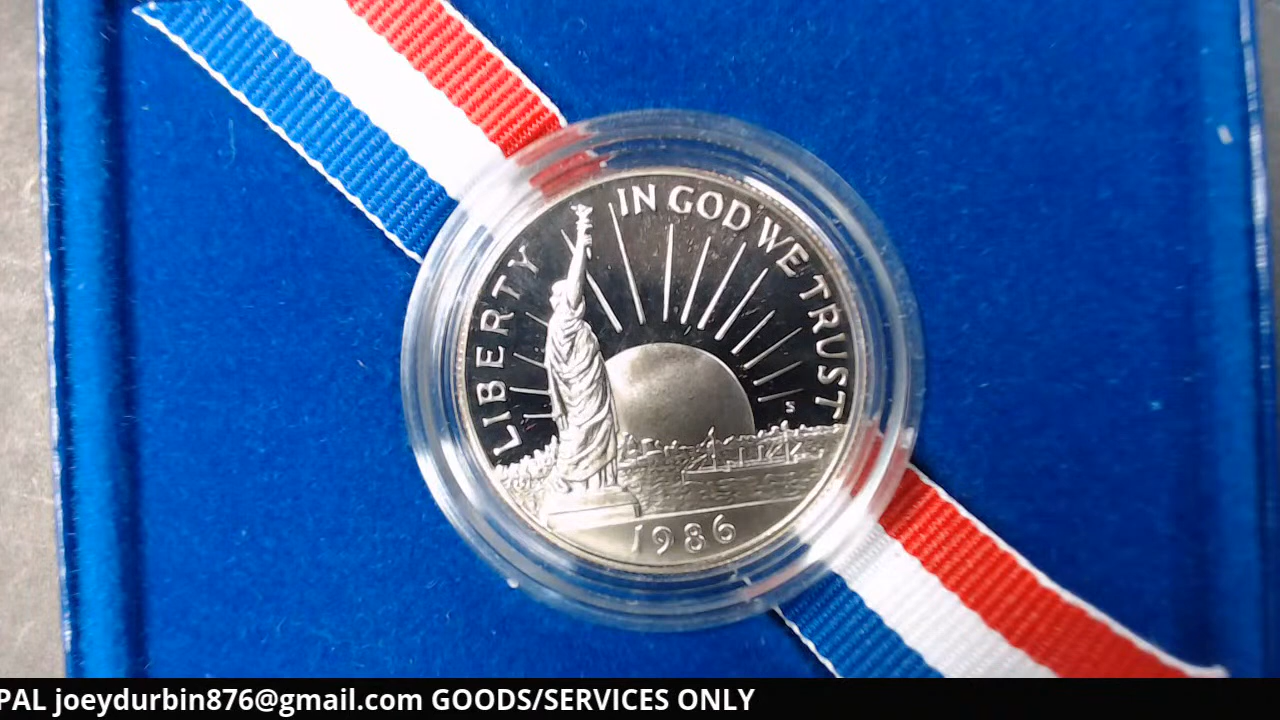 LIBERTY
IN GOD WE TRUST
S
1986
PAL joeydurbin876@gmail.com GOODS/SERVICES ONLY